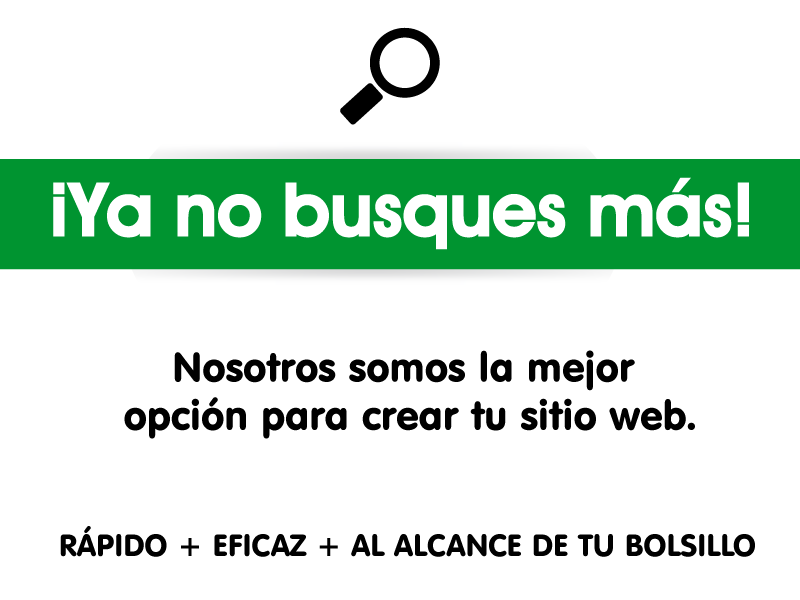 ¡Ya no busques más!
Nosotros somos la mejor
opción para crear tu sitio web.
RÁPIDO + EFICAZ + AL ALCANCE DE TU BOLSILLO